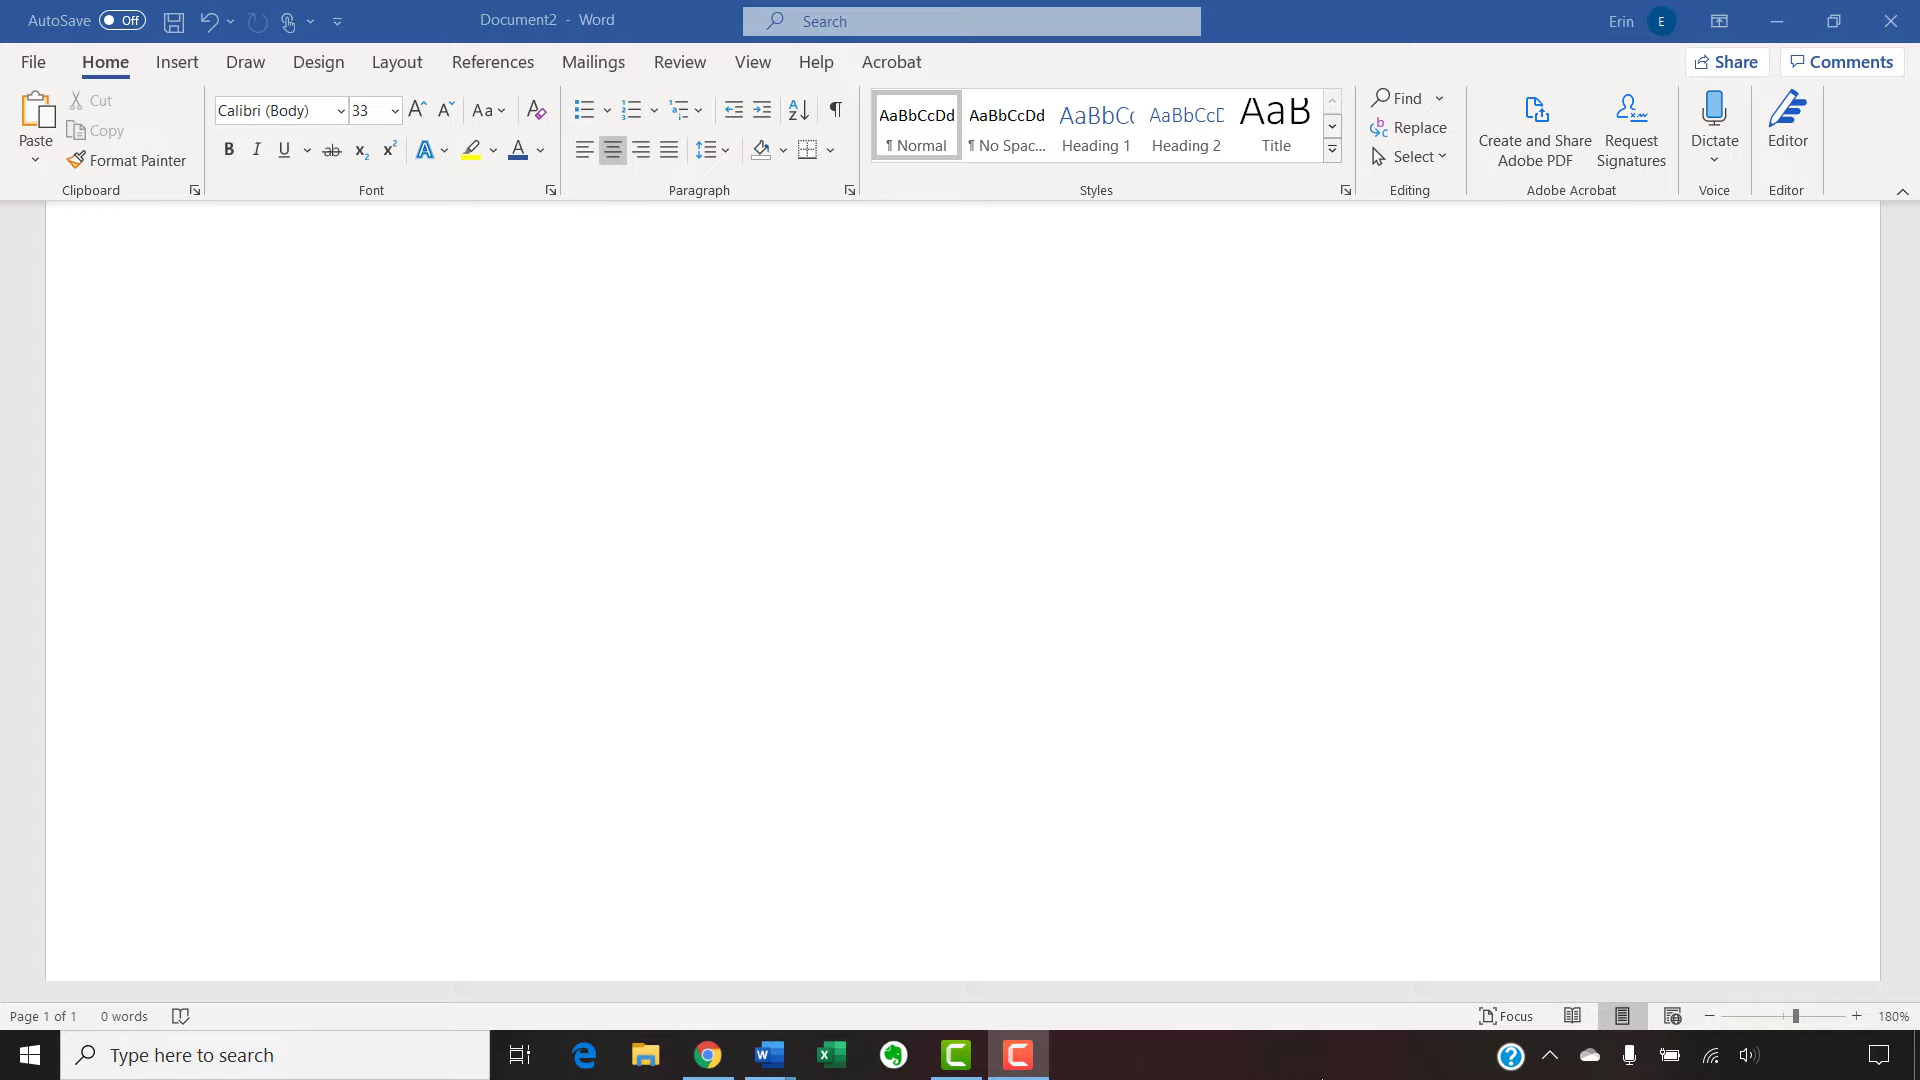 AutoSave Off Document2 - Word Search Erin E
File Home Insert Draw Design Layout References Mailings Review View Help Acrobat Share Comments
Paste Cut Copy Format Painter Clipboard
Calibri (Body) 33 Aa Font
Paragraph
AaBbCcDd AaBbCcDd AaBbC AaBbCcD AaB
¶ Normal ¶ No Spac... Heading 1 Heading 2 Title
Styles
Find
Replace
Select
Editing
Create and Share Adobe PDF
Request Signatures
Adobe Acrobat
Dictate
Voice
Editor
Editor
Page 1 of 1 0 words Focus 180%
Type here to search